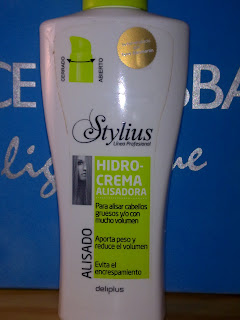 CERRADO
ABIERTO
Stylius
Línea Profesional
HIDRO-
CREMA
ALISADORA
Para alisar cabellos
gruesos y/o con
mucho volumen
Aporta peso y
reduce el volumen
Evita el
encrespamiento
ALISADO
deliplus